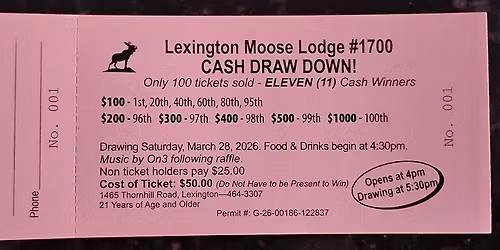 Lexington Moose Lodge #1700
CASH DRAW DOWN!
Only 100 tickets sold - ELEVEN (11) Cash Winners
$100 - 1st, 20th, 40th, 60th, 80th, 95th
$200 - 96th $300 - 97th $400 - 98th $500 - 99th $1000 - 100th
Drawing Saturday, March 28, 2026. Food & Drinks begin at 4:30pm.
Music by On3 following raffle.
Non ticket holders pay $25.00
Cost of Ticket: $50.00 (Do Not Have to be Present to Win)
1465 Thornhill Road, Lexington—464-3307
21 Years of Age and Older
Permit #: G-26-00186-122837
Opens at 4pm
Drawing at 5:30pm
Phone
No. 001
No. 001